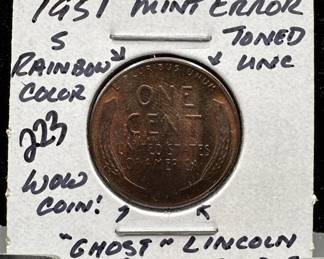 1951 MINT ERROR
S TONED
RAINBOW UNC
COLOR
223
WOW
COIN!
E PLURIBUS UNUM
ONE
CENT
UNITED STATES
OF AMERICA
"GHOST" LINCOLN